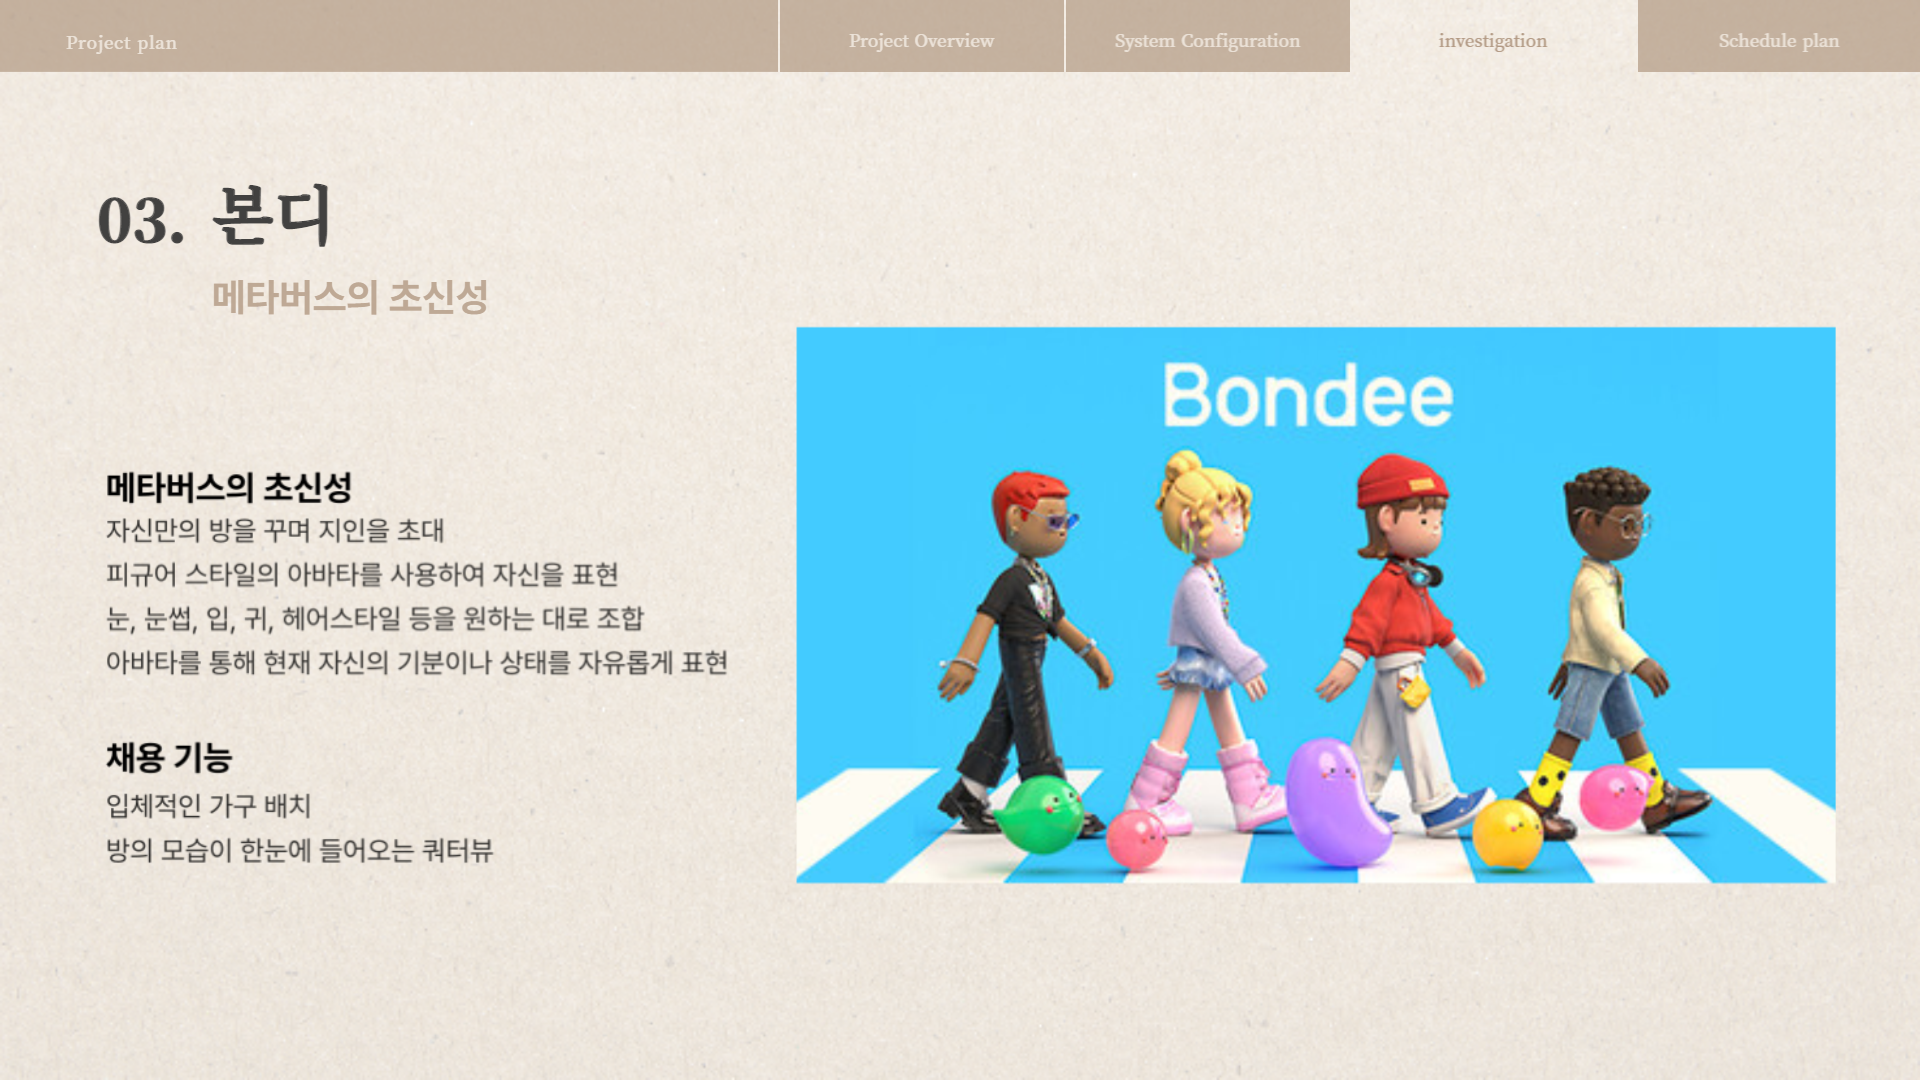 Project plan
Project Overview
System Configuration
investigation
Schedule plan
03. 본디
메타버스의 초신성
메타버스의 초신성
자신만의 방을 꾸며 지인을 초대
피규어 스타일의 아바타를 사용하여 자신을 표현
눈, 눈썹, 입, 귀, 헤어스타일 등을 원하는 대로 조합
아바타를 통해 현재 자신의 기분이나 상태를 자유롭게 표현
채용 기능
입체적인 가구 배치
방의 모습이 한눈에 들어오는 쿼터뷰
Bondee